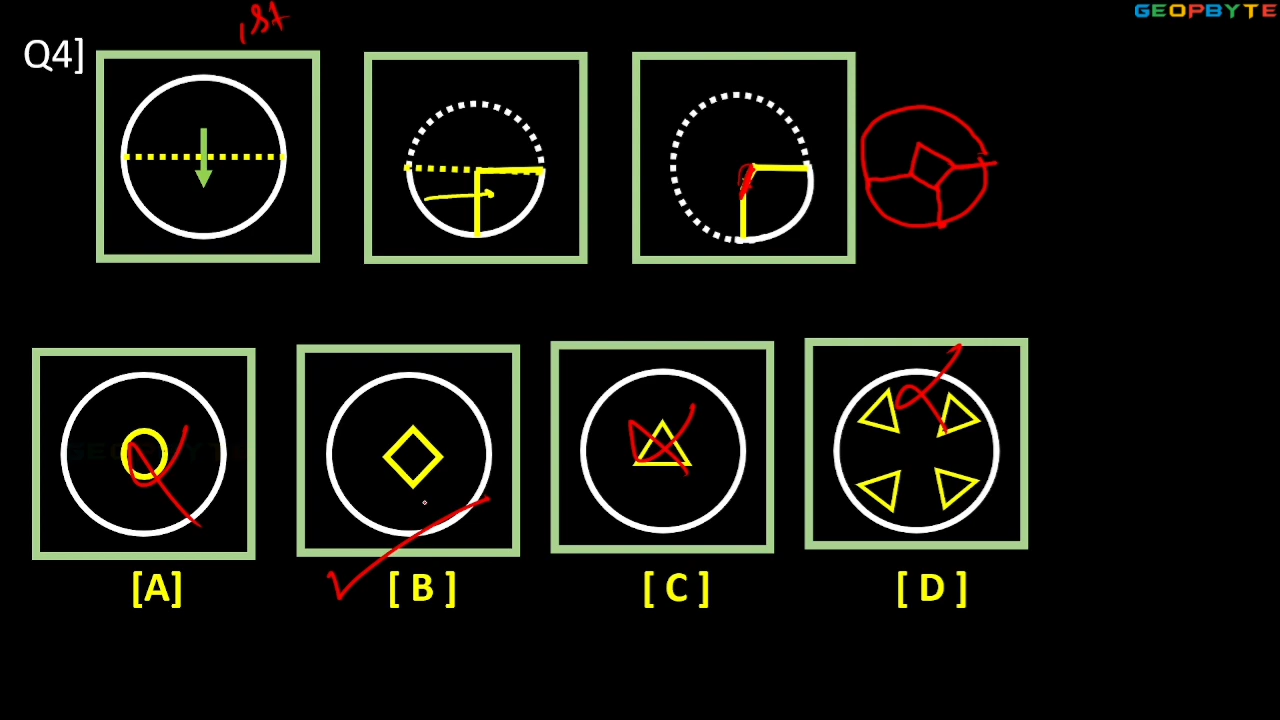 GEOPBYTE
1st
Q4]
[A]
[ B ]
[ C ]
[ D ]